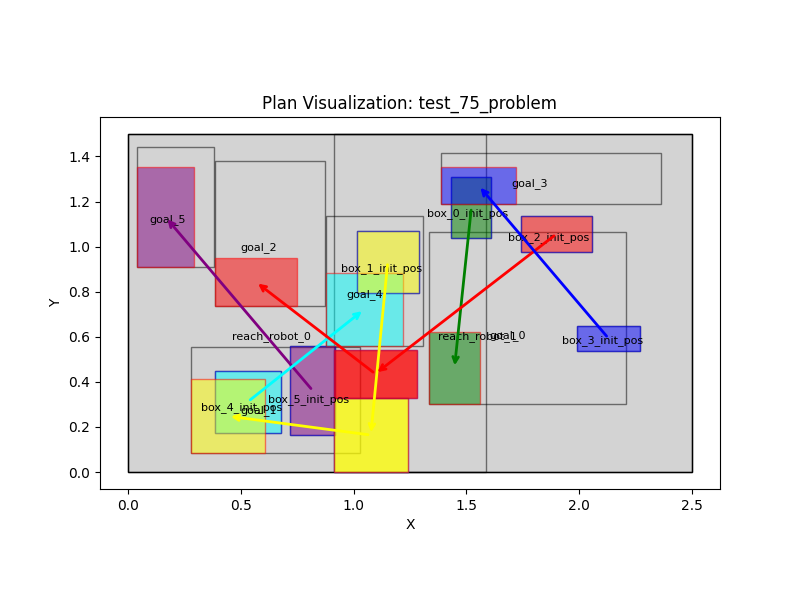 Plan Visualization: test_75_problem
Y
1.4
1.2
1.0
0.8
0.6
0.4
0.2
0.0
goal_3
box_0_init_pos
goal_5
box_2_init_pos
goal_2
box_1_init_pos
goal_4
reach_robot_0
reach_robot_1
goal_0
box_3_init_pos
box_5_init_pos
box_4_init_pos
goal_1
0.0
0.5
1.0
1.5
2.0
2.5
X